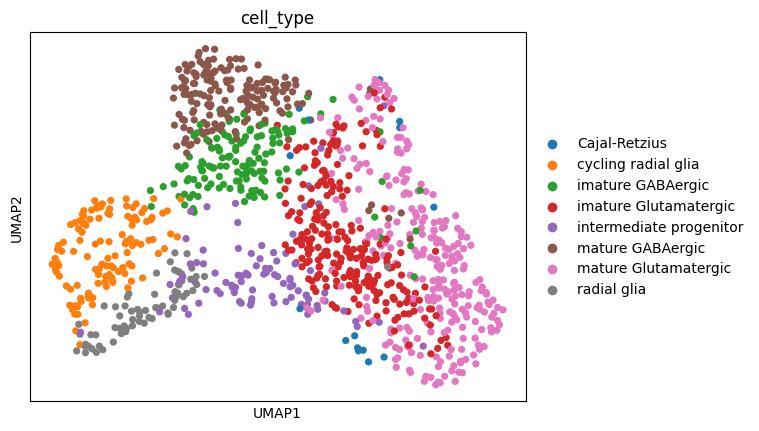 cell_type
UMAP2
UMAP1
Cajal-Retzius
cycling radial glia
imature GABAergic
imature Glutamatergic
intermediate progenitor
mature GABAergic
mature Glutamatergic
radial glia